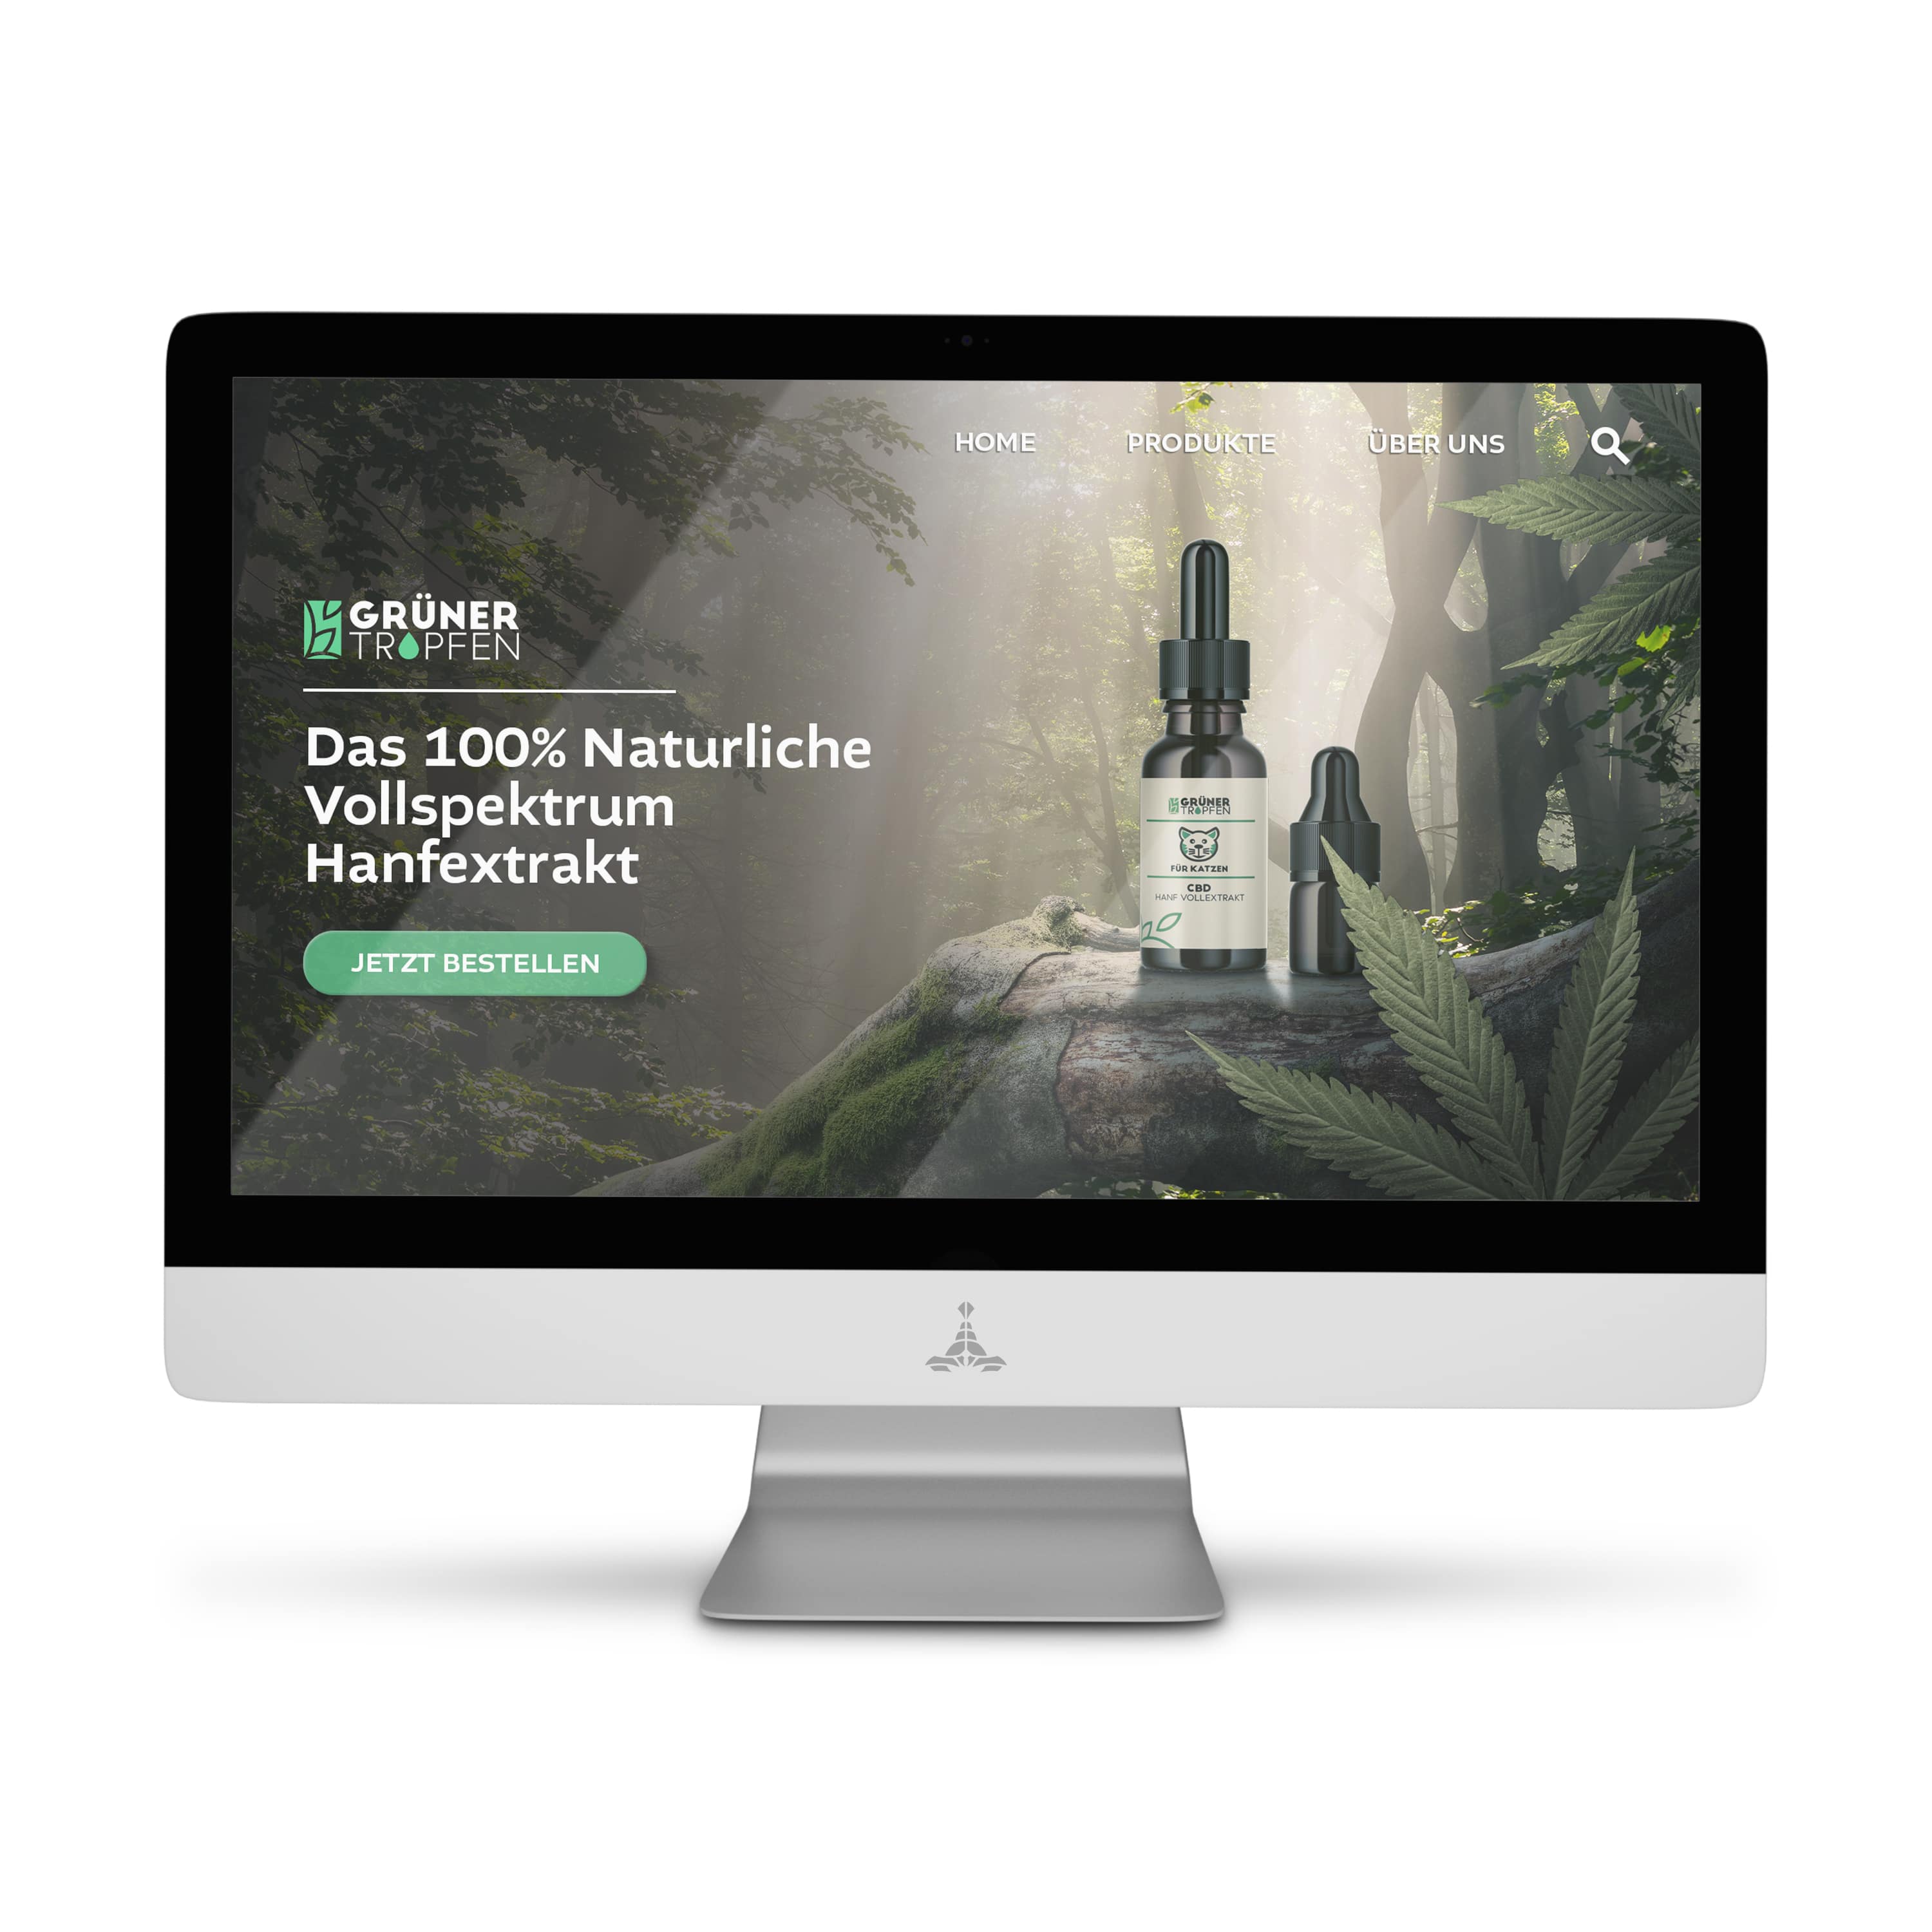 HOME
PRODUKTE
ÜBER UNS
GRÜNER
TROPFEN
Das 100% Naturliche
Vollspektrum
Hanfextrakt
JETZT BESTELLEN
GRÜNER
TROPFEN
FÜR KATZEN
CBD
HANF VOLLEXTRAKT